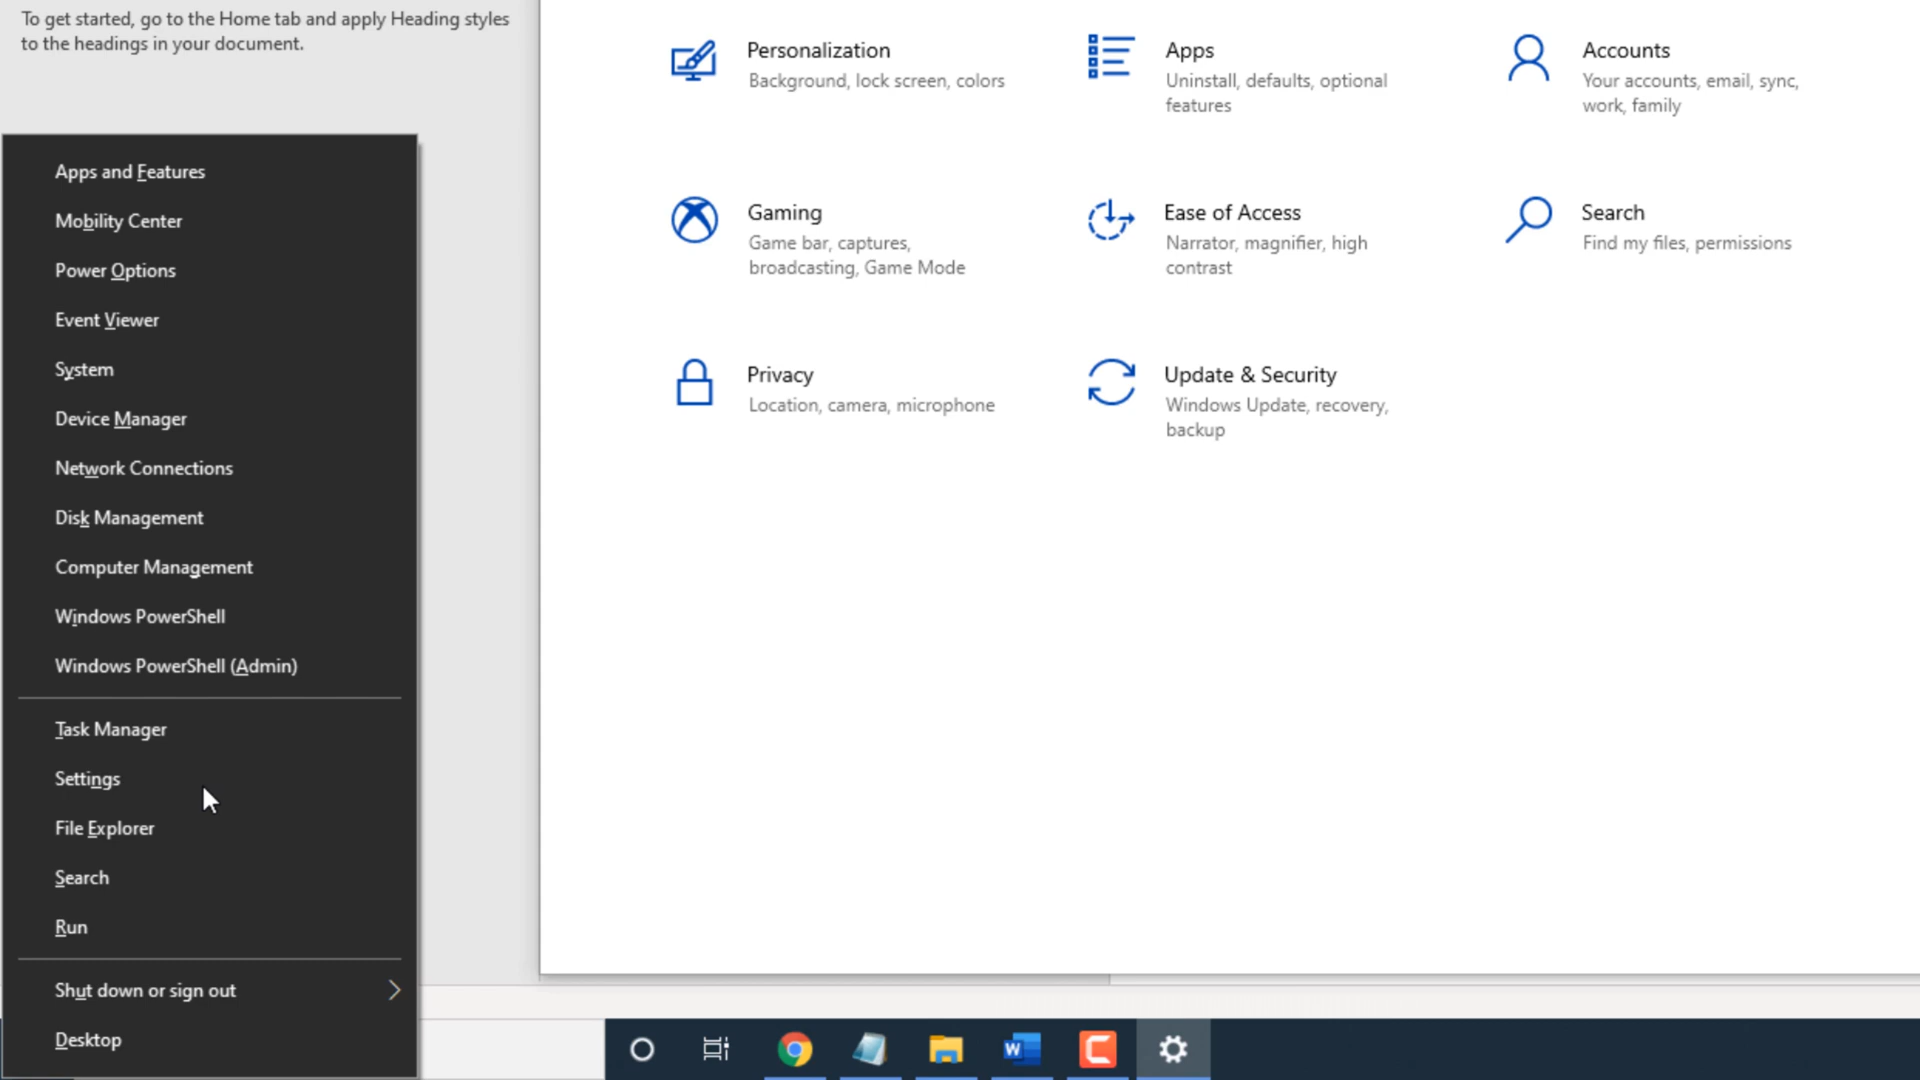 To get started, go to the Home tab and apply Heading styles
to the headings in your document.
Apps and Features
Mobility Center
Power Options
Event Viewer
System
Device Manager
Network Connections
Disk Management
Computer Management
Windows PowerShell
Windows PowerShell (Admin)
Task Manager
Settings
File Explorer
Search
Run
Shut down or sign out
Desktop
Personalization
Background, lock screen, colors
Apps
Uninstall, defaults, optional
features
Accounts
Your accounts, email, sync,
work, family
Gaming
Game bar, captures,
broadcasting, Game Mode
Ease of Access
Narrator, magnifier, high
contrast
Search
Find my files, permissions
Privacy
Location, camera, microphone
Update & Security
Windows Update, recovery,
backup
W